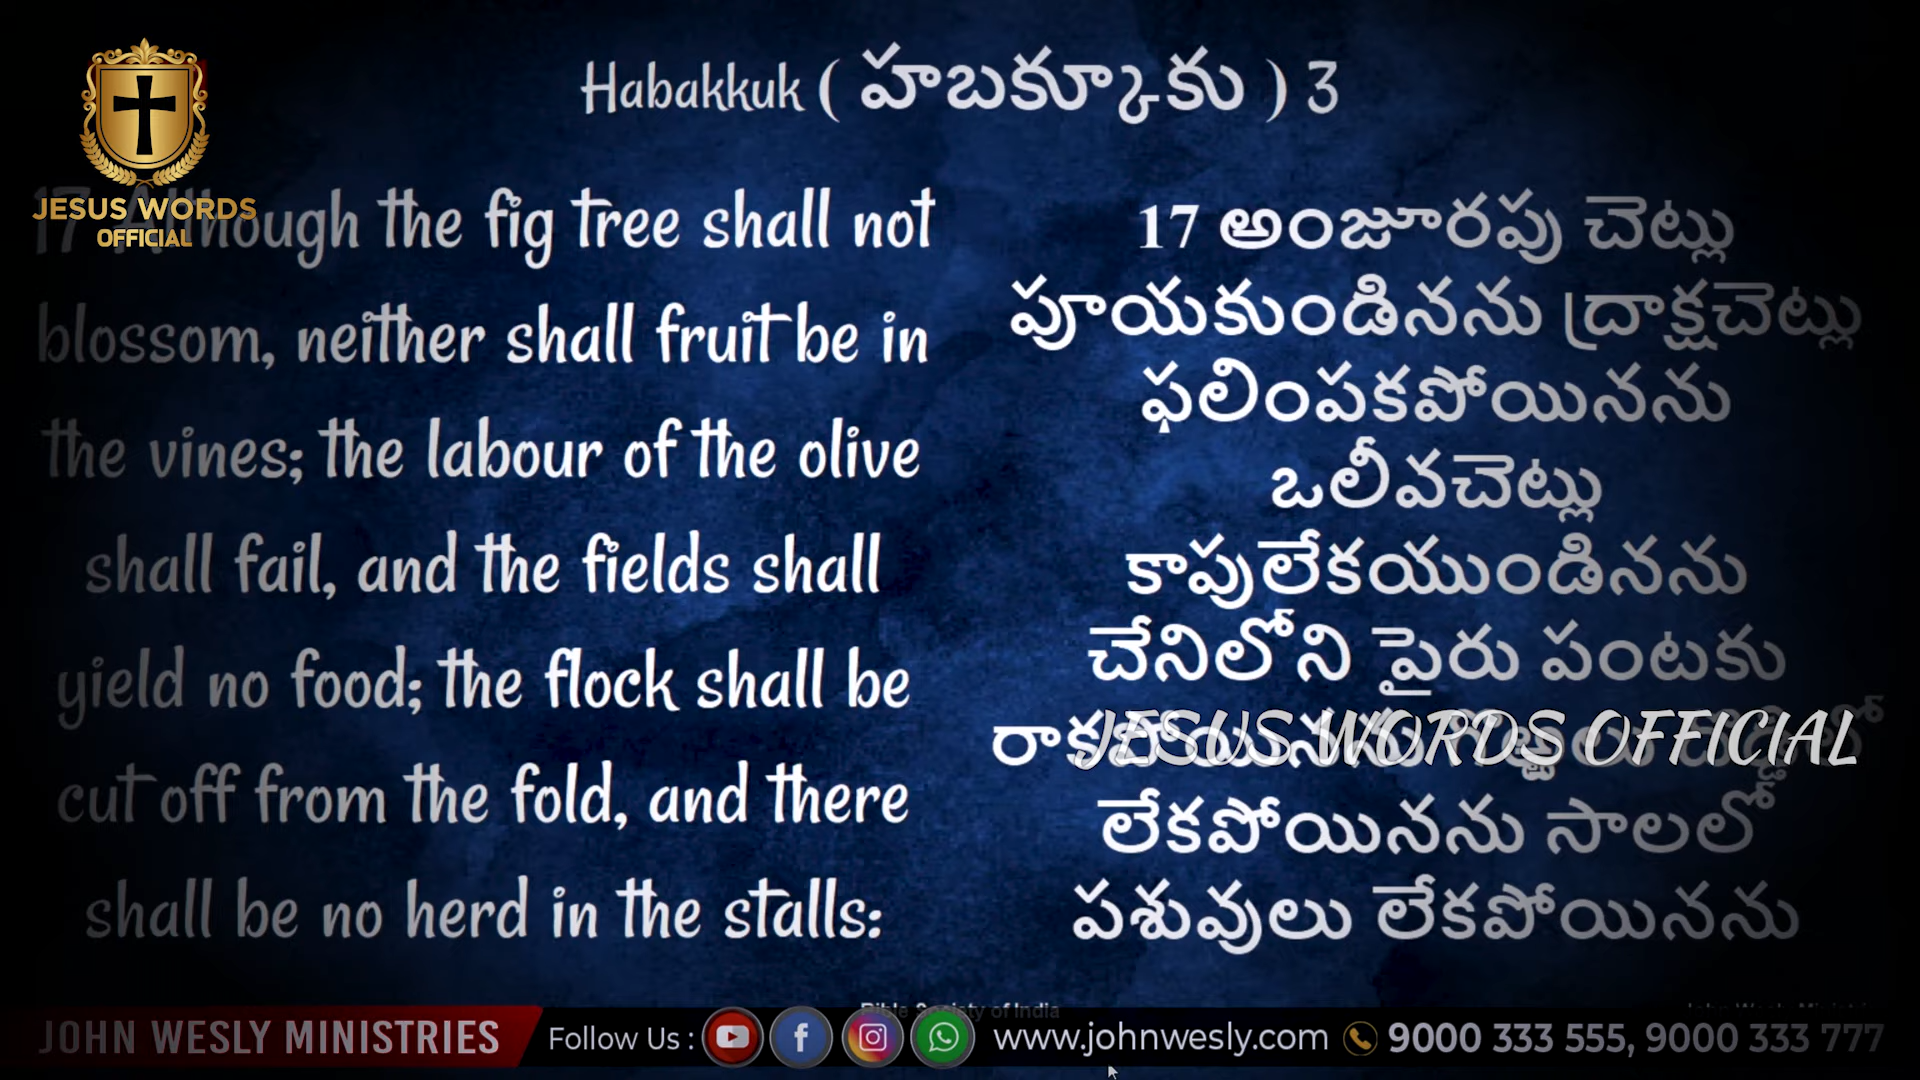 Habakkuk ( హబక్కూకు ) 3
JESUS WORDS
OFFICIAL
17 Although the fig tree shall not
blossom, neither shall fruit be in
the vines; the labour of the olive
shall fail, and the fields shall
yield no food; the flock shall be
cut off from the fold, and there
shall be no herd in the stalls:
17 అంజూరపు చెట్లు
పూయకుండినను ద్రాక్షచెట్లు
ఫలింపకపోయినను
ఒలీవచెట్లు
కాపులేకయుండినను
చేనిలోని పైరు పంటకు
రాకపోయినను
JESUS WORDS OFFICIAL
లేకపోయినను సాలలో
పశువులు లేకపోయినను
Bible Society of India
JOHN WESLY MINISTRIES
Follow Us :
www.johnwesly.com
9000 333 555, 9000 333 777